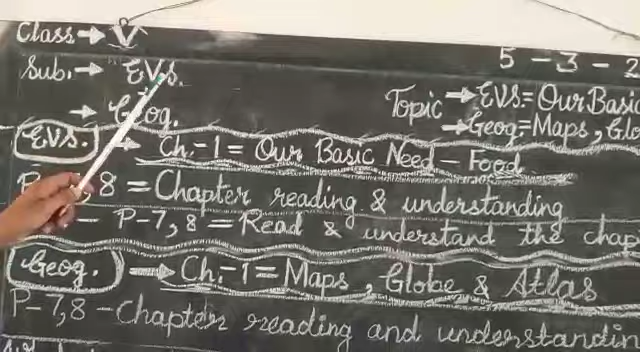 Class → V
5 - 3 - 2
Sub. → EVS.
Topic → EVS = Our Basi
→ Geog.
→ Geog = Maps, Glo
EVS. → Ch.-1 = Our Basic Need - Food
8 = Chapter reading & understanding
- P-7, 8 = Read & understand the chap
Geog. → Ch.-1 = Maps, Globe & Atlas
P-7,8 - Chapter reading and understandin